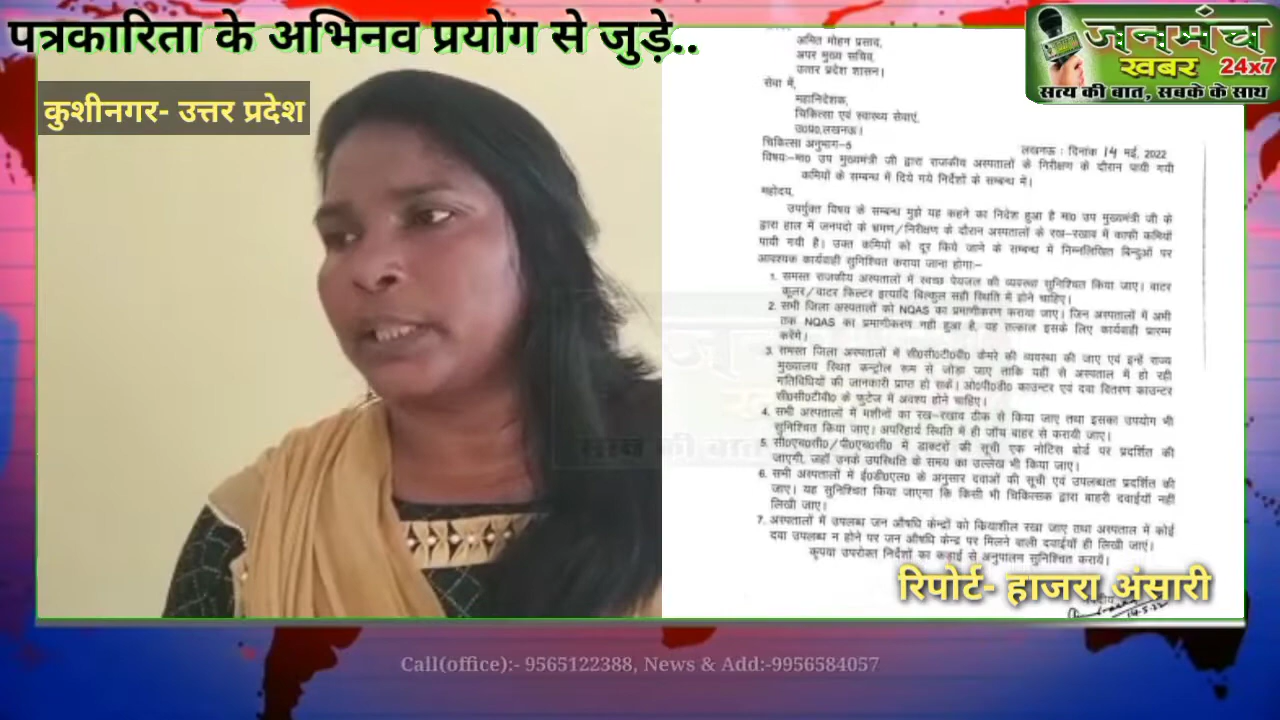 पत्रकारिता के अभिनव प्रयोग से जुड़े..
जनमंच
खबर 24x7
सत्य की बात, सबके के साथ
कुशीनगर- उत्तर प्रदेश
अमित मोहन प्रसाद,
अपर मुख्य सचिव,
उत्तर प्रदेश शासन।
सेवा में,
महानिदेशक,
चिकित्सा एवं स्वास्थ्य सेवाएं,
उ0प्र0,लखनऊ।
चिकित्सा अनुभाग-5
लखनऊ : दिनांक 14 मई, 2022
विषयः-मा0 उप मुख्यमंत्री जी द्वारा राजकीय अस्पतालों के निरीक्षण के दौरान पायी गयी
कमियों के सम्बन्ध में दिये गये निर्देशों के सम्बन्ध में।
महोदय,
उपर्युक्त विषय के सम्बन्ध मुझे यह कहने का निदेश हुआ है मा0 उप मुख्यमंत्री जी के
द्वारा हाल में जनपदो के भ्रमण/निरीक्षण के दौरान अस्पतालों के रख-रखाव में काफी कमियाँ
पायी गयी है। उक्त कमियों को दूर किये जाने के सम्बन्ध में निम्नलिखित बिन्दुओं पर
आवश्यक कार्यवाही सुनिश्चित कराया जाना होगाः-
1. समस्त राजकीय अस्पतालों में स्वच्छ पेयजल की व्यवस्था सुनिश्चित किया जाए। वाटर
कूलर/वाटर फिल्टर इत्यादि बिल्कुल सही स्थिति में होने चाहिए।
2. सभी जिला अस्पतालों को NQAS का प्रमाणीकरण कराया जाए। जिन अस्पतालों में अभी
तक NQAS का प्रमाणीकरण नही हुआ है, यह तत्काल इसके लिए कार्यवाही प्रारम्भ
करेंगे।
3. समस्त जिला अस्पतालों में सी0सी0टी0वी0 कैमरे की व्यवस्था की जाए एवं इन्हें राज्य
मुख्यालय स्थित कन्ट्रोल रूम से जोड़ा जाए ताकि यहीं से अस्पताल में हो रही
गतिविधियों की जानकारी प्राप्त हो सकें। ओ0पी0डी0 काउन्टर एवं दवा वितरण काउन्टर
सी0सी0टीवी0 के फुटेज में अवश्य होने चाहिए।
4. सभी अस्पतालों में मशीनों का रख-रखाव ठीक से किया जाए तथा इसका उपयोग भी
सुनिश्चित किया जाए। अपरिहार्य स्थिति में ही जाँच बाहर से करायी जाए।
5. सी0एच0सी0/पी0एच0सी0 में डाक्टरों की सूची एक नोटिस बोर्ड पर प्रदर्शित की
जाएगी, जहाँ उनके उपस्थिति के समय का उल्लेख भी किया जाए।
6. सभी अस्पतालों में ई0डी0एल0 के अनुसार दवाओं की सूची एवं उपलब्धता प्रदर्शित की
जाए। यह सुनिश्चित किया जाएगा कि किसी भी चिकित्सक द्वारा बाहरी दवाईयाँ नहीं
लिखी जाए।
7. अस्पतालों में उपलब्ध जन औषधि केन्द्रों को कियाशील रखा जाए तथा अस्पताल में कोई
दवा उपलब्ध न होने पर जन औषधि केन्द्र पर मिलने वाली दवाईयाँ ही लिखी जाएं।
कृपया उपरोक्त निर्देशों का कड़ाई से अनुपालन सुनिश्चित करायें।
रिपोर्ट- हाजरा अंसारी
14.5.22
Call(office):- 9565122388, News & Add:-9956584057